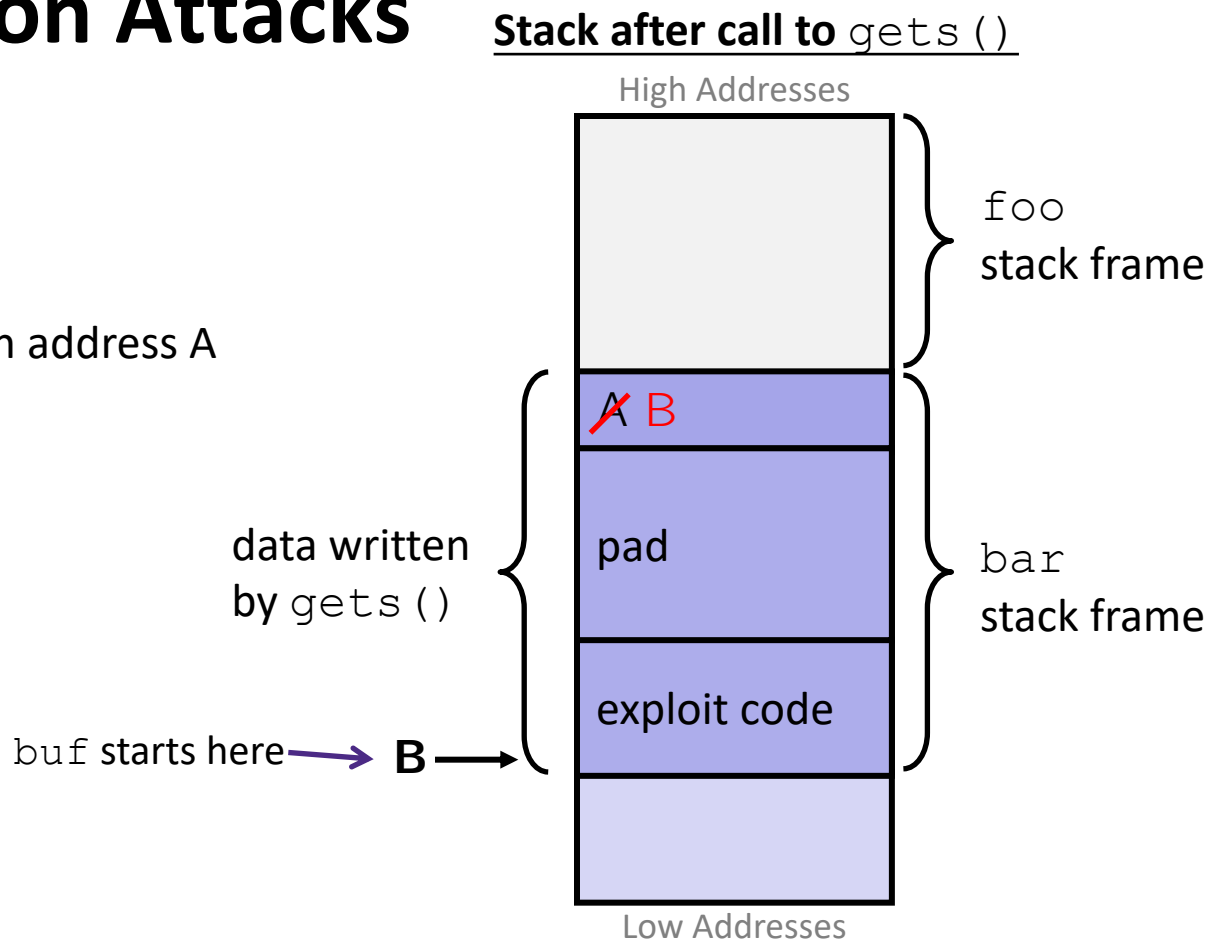 on Attacks
Stack after call to gets()
High Addresses
foo
stack frame
n address A
A B
data written
by gets()
pad
bar
stack frame
exploit code
buf starts here
B
Low Addresses